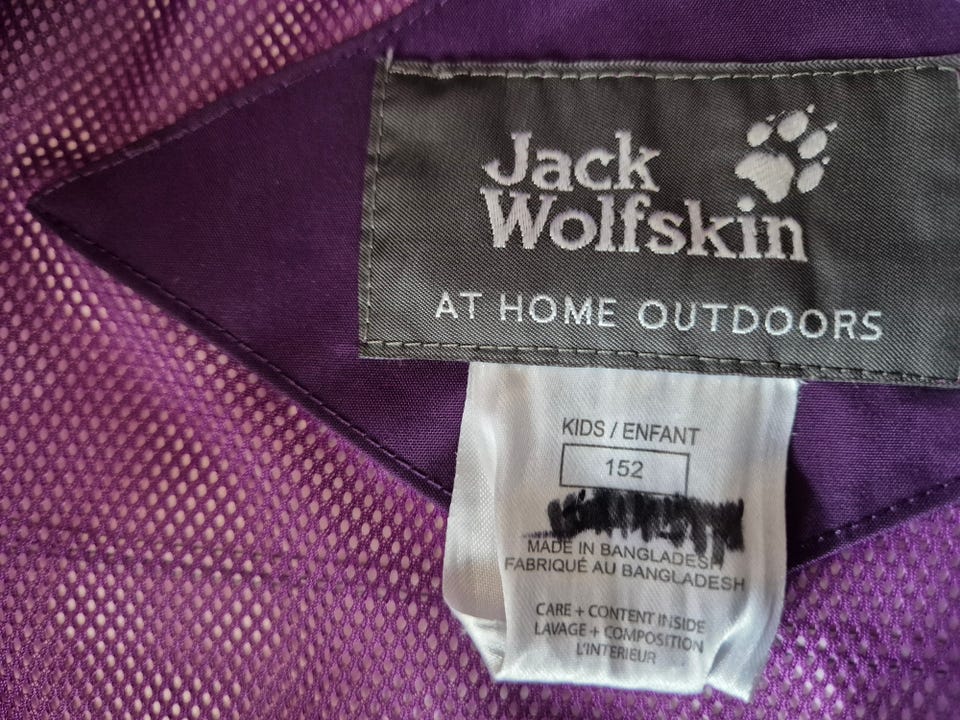 Jack
Wolfskin
AT HOME OUTDOORS
KIDS / ENFANT
152
MADE IN BANGLADESH
FABRIQUÉ AU BANGLADESH
CARE + CONTENT INSIDE
LAVAGE + COMPOSITION
L'INTERIEUR